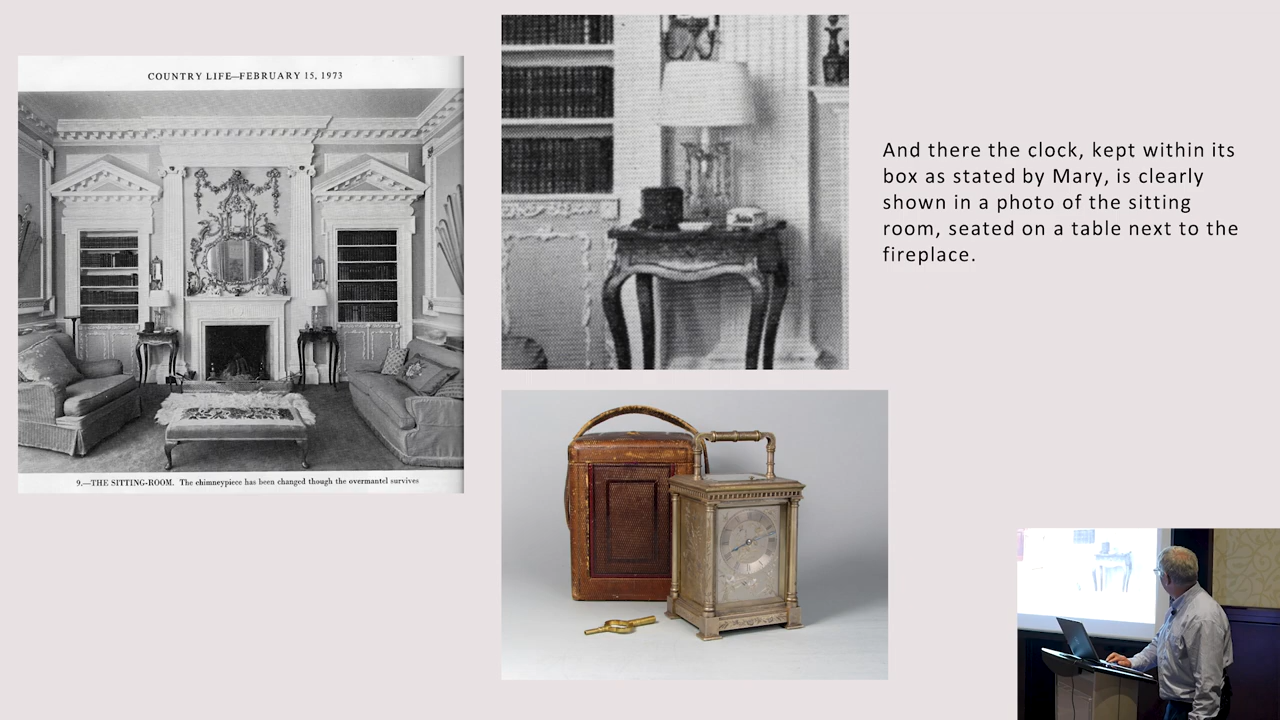 COUNTRY LIFE—FEBRUARY 15, 1973
9.—THE SITTING-ROOM. The chimneypiece has been changed though the overmantel survives
And there the clock, kept within its
box as stated by Mary, is clearly
shown in a photo of the sitting
room, seated on a table next to the
fireplace.